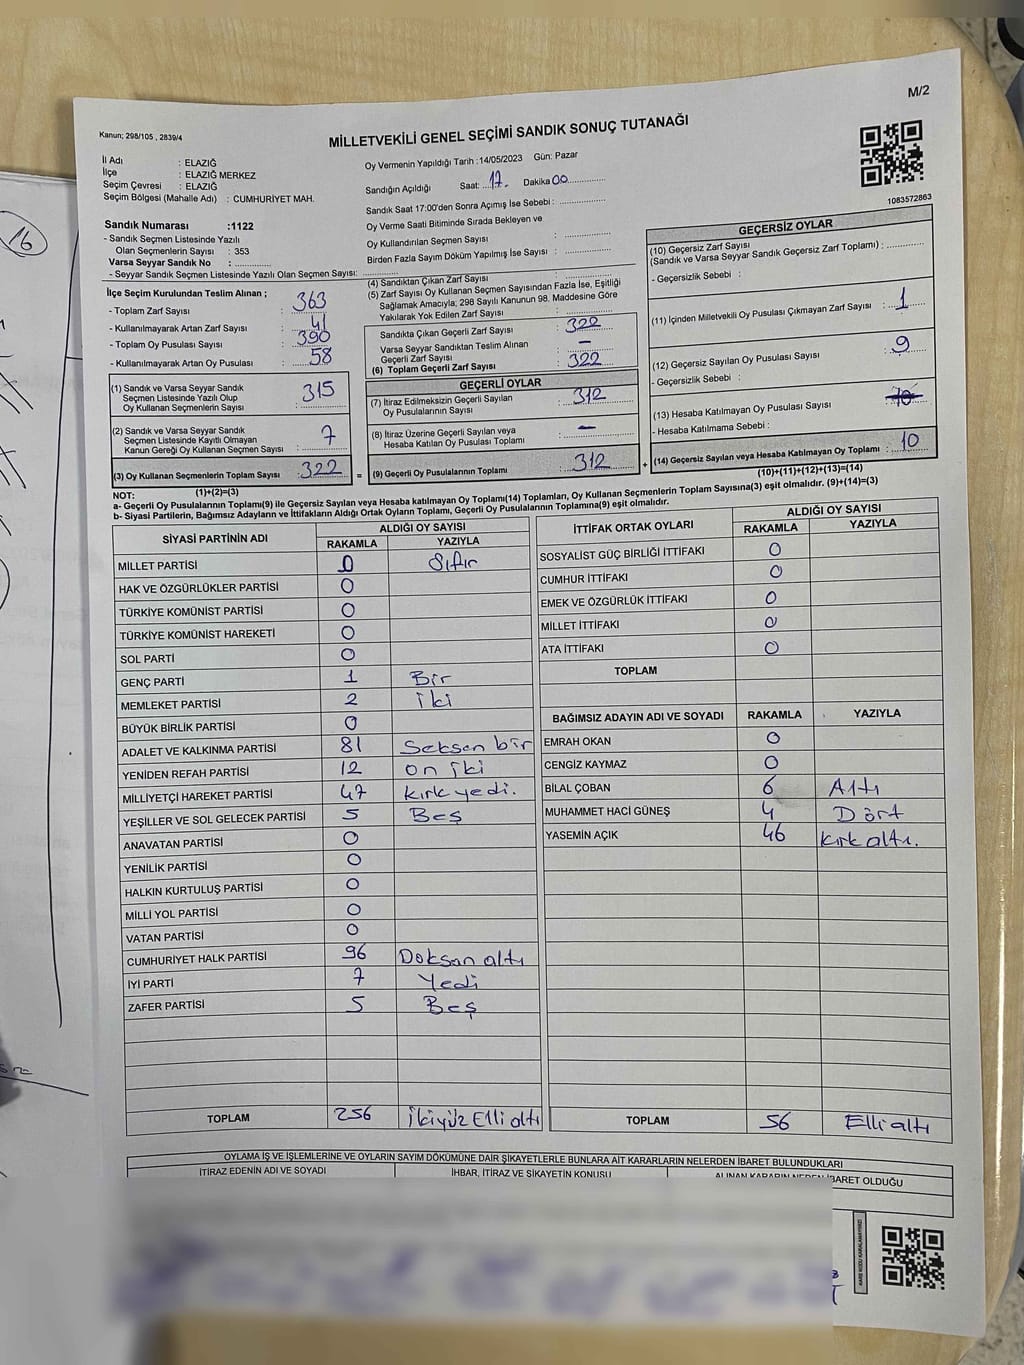 M/2
Kanun; 298/105 , 2839/4
MİLLETVEKİLİ GENEL SEÇİMİ SANDIK SONUÇ TUTANAĞI
İl Adı : ELAZIĞ
İlçe : ELAZIĞ MERKEZ
Seçim Çevresi : ELAZIĞ
Seçim Bölgesi (Mahalle Adı) : CUMHURİYET MAH.
Sandık Numarası :1122
- Sandık Seçmen Listesinde Yazılı
Olan Seçmenlerin Sayısı : 353
Varsa Seyyar Sandık No :
- Seyyar Sandık Seçmen Listesinde Yazılı Olan Seçmen Sayısı:
Oy Vermenin Yapıldığı Tarih :14/05/2023 Gün: Pazar
Sandığın Açıldığı Saat: 17. Dakika 00
Sandık Saat 17:00'den Sonra Açımış İse Sebebi :
Oy Verme Saati Bitiminde Sırada Bekleyen ve
Oy Kullandırılan Seçmen Sayısı :
Birden Fazla Sayım Döküm Yapılmış İse Sayısı :
1083572863
İlçe Seçim Kurulundan Teslim Alınan ;
- Toplam Zarf Sayısı : 363
- Kullanılmayarak Artan Zarf Sayısı : 41
- Toplam Oy Pusulası Sayısı : 390
- Kullanılmayarak Artan Oy Pusulası : 58
(1) Sandık ve Varsa Seyyar Sandık
Seçmen Listesinde Yazılı Olup
Oy Kullanan Seçmenlerin Sayısı : 315
(2) Sandık ve Varsa Seyyar Sandık
Seçmen Listesinde Kayıtlı Olmayan
Kanun Gereği Oy Kullanan Seçmen Sayısı : 7
(3) Oy Kullanan Seçmenlerin Toplam Sayısı : 322
(1)+(2)=(3)
(4) Sandıktan Çıkan Zarf Sayısı :
(5) Zarf Sayısı Oy Kullanan Seçmen Sayısından Fazla İse, Eşitliği
Sağlamak Amacıyla; 298 Sayılı Kanunun 98. Maddesine Göre
Yakılarak Yok Edilen Zarf Sayısı :
Sandıkta Çıkan Geçerli Zarf Sayısı : 322
Varsa Seyyar Sandıktan Teslim Alınan
Geçerli Zarf Sayısı : -
(6) Toplam Geçerli Zarf Sayısı : 322
GEÇERLİ OYLAR
(7) İtiraz Edilmeksizin Geçerli Sayılan
Oy Pusulalarının Sayısı : 312
(8) İtiraz Üzerine Geçerli Sayılan veya
Hesaba Katılan Oy Pusulası Toplamı : -
= (9) Geçerli Oy Pusulalarının Toplamı : 312
GEÇERSİZ OYLAR
(10) Geçersiz Zarf Sayısı
(Sandık ve Varsa Seyyar Sandık Geçersiz Zarf Toplamı) :
- Geçersizlik Sebebi :
(11) İçinden Milletvekili Oy Pusulası Çıkmayan Zarf Sayısı : 1
(12) Geçersiz Sayılan Oy Pusulası Sayısı : 9
- Geçersizlik Sebebi :
(13) Hesaba Katılmayan Oy Pusulası Sayısı : 10
- Hesaba Katılmama Sebebi :
+ (14) Geçersiz Sayılan veya Hesaba Katılmayan Oy Toplamı : 10
(10)+(11)+(12)+(13)=(14)
NOT:
a- Geçerli Oy Pusulalarının Toplamı(9) ile Geçersiz Sayılan veya Hesaba katılmayan Oy Toplamı(14) Toplamları, Oy Kullanan Seçmenlerin Toplam Sayısına(3) eşit olmalıdır. (9)+(14)=(3)
b- Siyasi Partilerin, Bağımsız Adayların ve İttifakların Aldığı Ortak Oyların Toplamı, Geçerli Oy Pusulalarının Toplamına(9) eşit olmalıdır.
SİYASİ PARTİNİN ADI ALDIĞI OY SAYISI
RAKAMLA YAZIYLA
MİLLET PARTİSİ 0 Sıfır
HAK VE ÖZGÜRLÜKLER PARTİSİ 0
TÜRKİYE KOMÜNİST PARTİSİ 0
TÜRKİYE KOMÜNİST HAREKETİ 0
SOL PARTİ 0
GENÇ PARTİ 1 Bir
MEMLEKET PARTİSİ 2 iki
BÜYÜK BİRLİK PARTİSİ 0
ADALET VE KALKINMA PARTİSİ 81 Seksen bir
YENİDEN REFAH PARTİSİ 12 on iki
MİLLİYETÇİ HAREKET PARTİSİ 47 kırk yedi.
YEŞİLLER VE SOL GELECEK PARTİSİ 5 Beş
ANAVATAN PARTİSİ 0
YENİLİK PARTİSİ 0
HALKIN KURTULUŞ PARTİSİ 0
MİLLİ YOL PARTİSİ 0
VATAN PARTİSİ 0
CUMHURİYET HALK PARTİSİ 96 Doksan altı
İYİ PARTİ 7 Yedi
ZAFER PARTİSİ 5 Beş
TOPLAM 256 İkiyüz Elli altı
İTTİFAK ORTAK OYLARI ALDIĞI OY SAYISI
RAKAMLA YAZIYLA
SOSYALİST GÜÇ BİRLİĞİ İTTİFAKI 0
CUMHUR İTTİFAKI 0
EMEK VE ÖZGÜRLÜK İTTİFAKI 0
MİLLET İTTİFAKI 0
ATA İTTİFAKI 0
TOPLAM
BAĞIMSIZ ADAYIN ADI VE SOYADI RAKAMLA YAZIYLA
EMRAH OKAN 0
CENGİZ KAYMAZ 0
BİLAL ÇOBAN 6 Altı
MUHAMMET HACİ GÜNEŞ 4 Dört
YASEMİN AÇIK 46 kırk altı.
TOPLAM 56 Elli altı
OYLAMA İŞ VE İŞLEMLERİNE VE OYLARIN SAYIM DÖKÜMÜNE DAİR ŞİKAYETLERLE BUNLARA AİT KARARLARIN NELERDEN İBARET BULUNDUKLARI
İTİRAZ EDENİN ADI VE SOYADI İHBAR, İTİRAZ VE ŞİKAYETİN KONUSU ALINAN KARARIN NEDEN İBARET OLDUĞU
KARE KODU KARALAMAYINIZ!
16